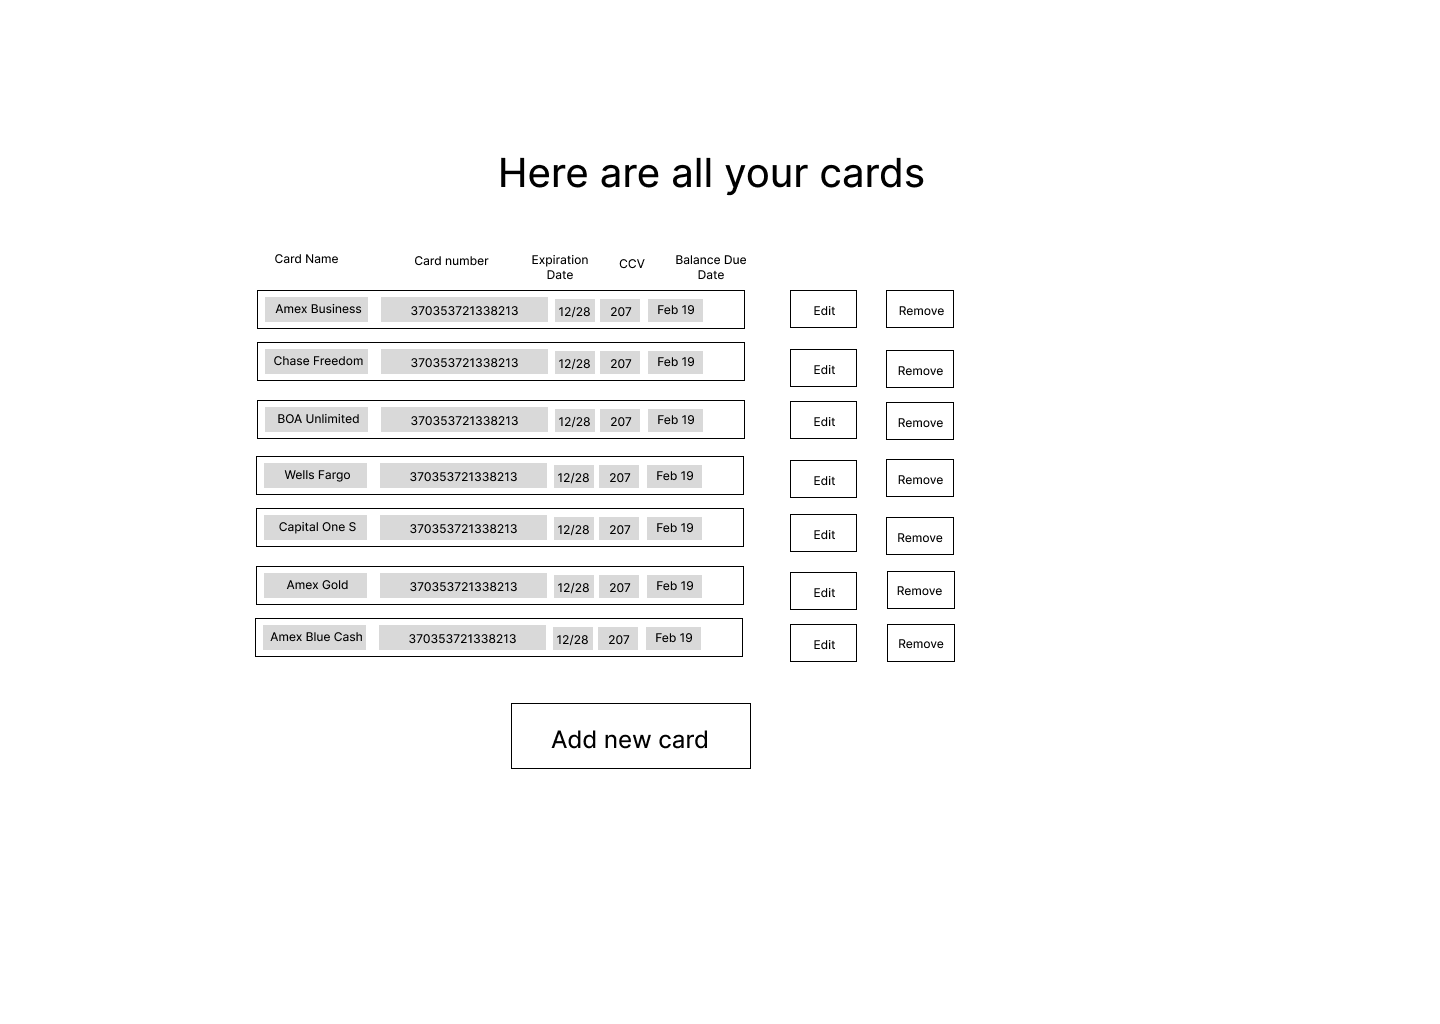 Here are all your cards
Card Name Card number Expiration Date CCV Balance Due Date
Amex Business 370353721338213 12/28 207 Feb 19 Edit Remove
Chase Freedom 370353721338213 12/28 207 Feb 19 Edit Remove
BOA Unlimited 370353721338213 12/28 207 Feb 19 Edit Remove
Wells Fargo 370353721338213 12/28 207 Feb 19 Edit Remove
Capital One S 370353721338213 12/28 207 Feb 19 Edit Remove
Amex Gold 370353721338213 12/28 207 Feb 19 Edit Remove
Amex Blue Cash 370353721338213 12/28 207 Feb 19 Edit Remove
Add new card